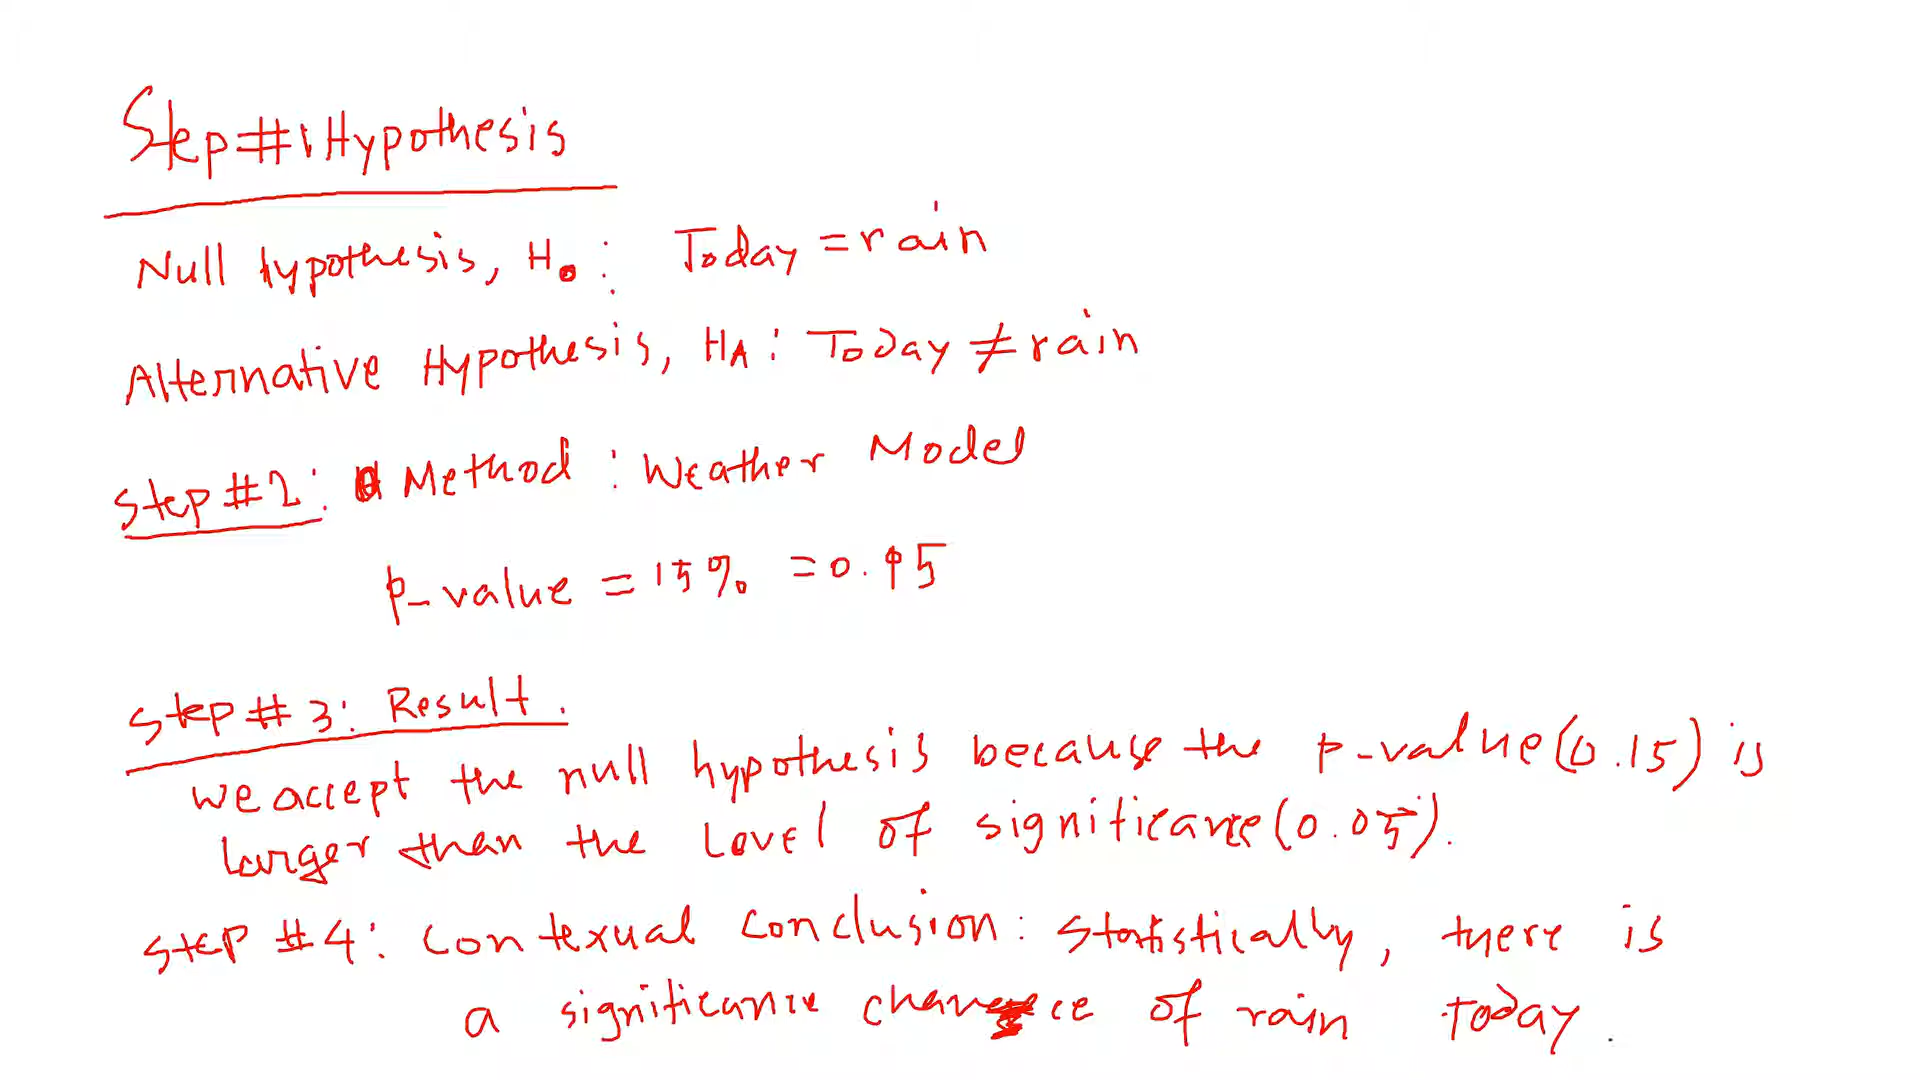 Step#1Hypothesis
Null hypothesis, H0: Today = rain
Alternative Hypothesis, HA: Today ≠ rain
Step #2: Method: Weather Model
p-value = 15% = 0.15
Step #3: Result.
We accept the null hypothesis because the p-value(0.15) is
larger than the level of significance(0.05).
Step #4: Contexual conclusion: Statistically, there is
a significance chance of rain Today.